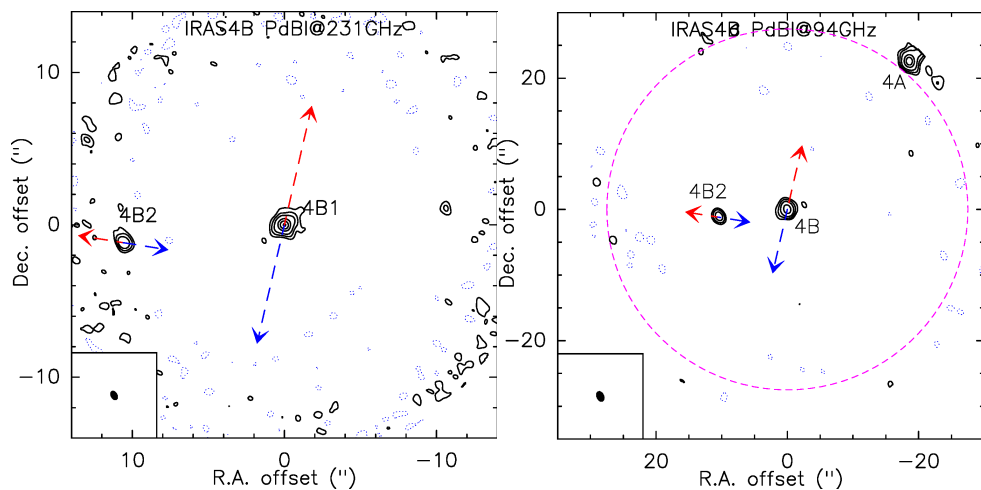 IRAS4B PdBI@231GHz
10
0
−10
Dec. offset (")
4B1
4B2
10
0
−10
R.A. offset (")
PdBI@94GHz
20
0
−20
Dec. offset (")
4A
4B2
4B
20
0
−20
R.A. offset (")